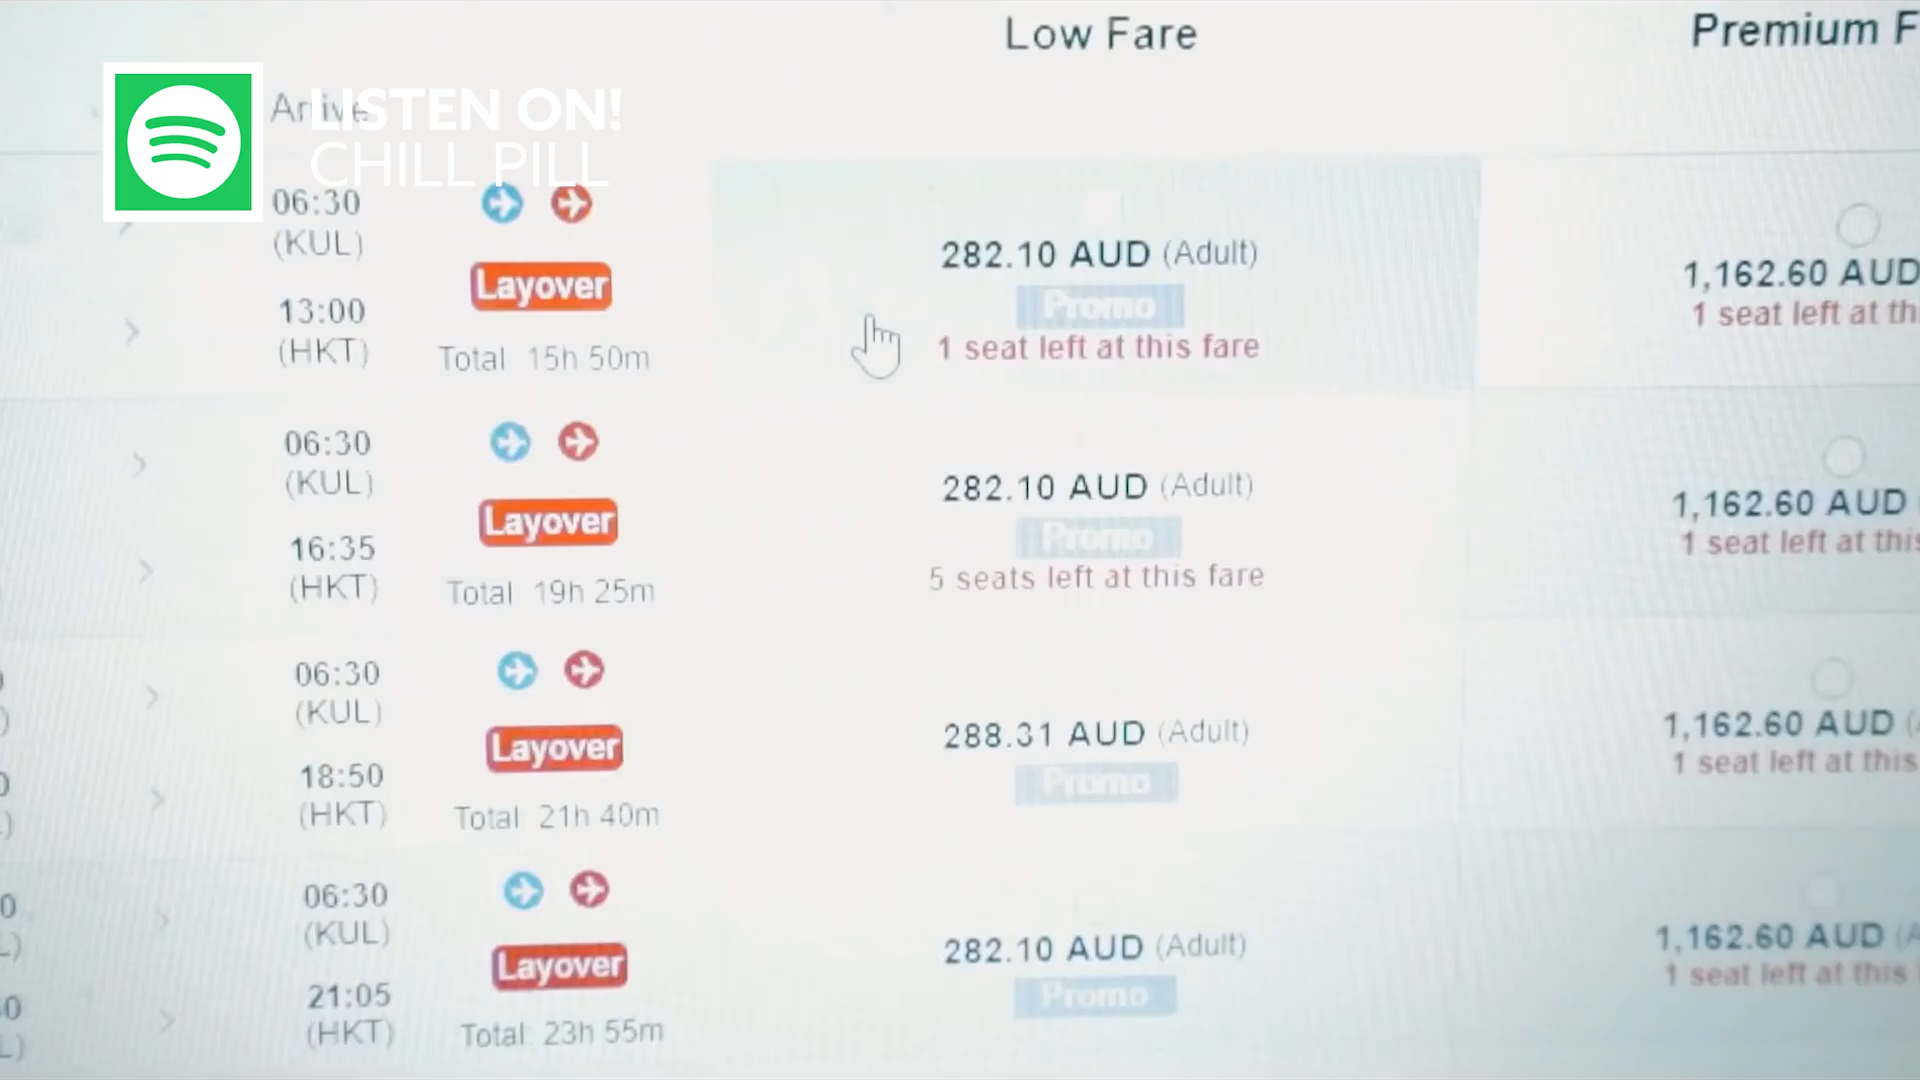 Low Fare
Premium F
LISTEN ON!
CHILL PILL
Arrive
06:30
(KUL)
13:00
(HKT)
Layover
Total 15h 50m
282.10 AUD (Adult)
Promo
1 seat left at this fare
1,162.60 AUD
1 seat left at th
06:30
(KUL)
16:35
(HKT)
Layover
Total 19h 25m
282.10 AUD (Adult)
Promo
5 seats left at this fare
1,162.60 AUD
1 seat left at this
06:30
(KUL)
18:50
(HKT)
Layover
Total 21h 40m
288.31 AUD (Adult)
Promo
1,162.60 AUD (
1 seat left at this
06:30
(KUL)
21:05
(HKT)
Layover
Total 23h 55m
282.10 AUD (Adult)
Promo
1,162.60 AUD (A
1 seat left at this